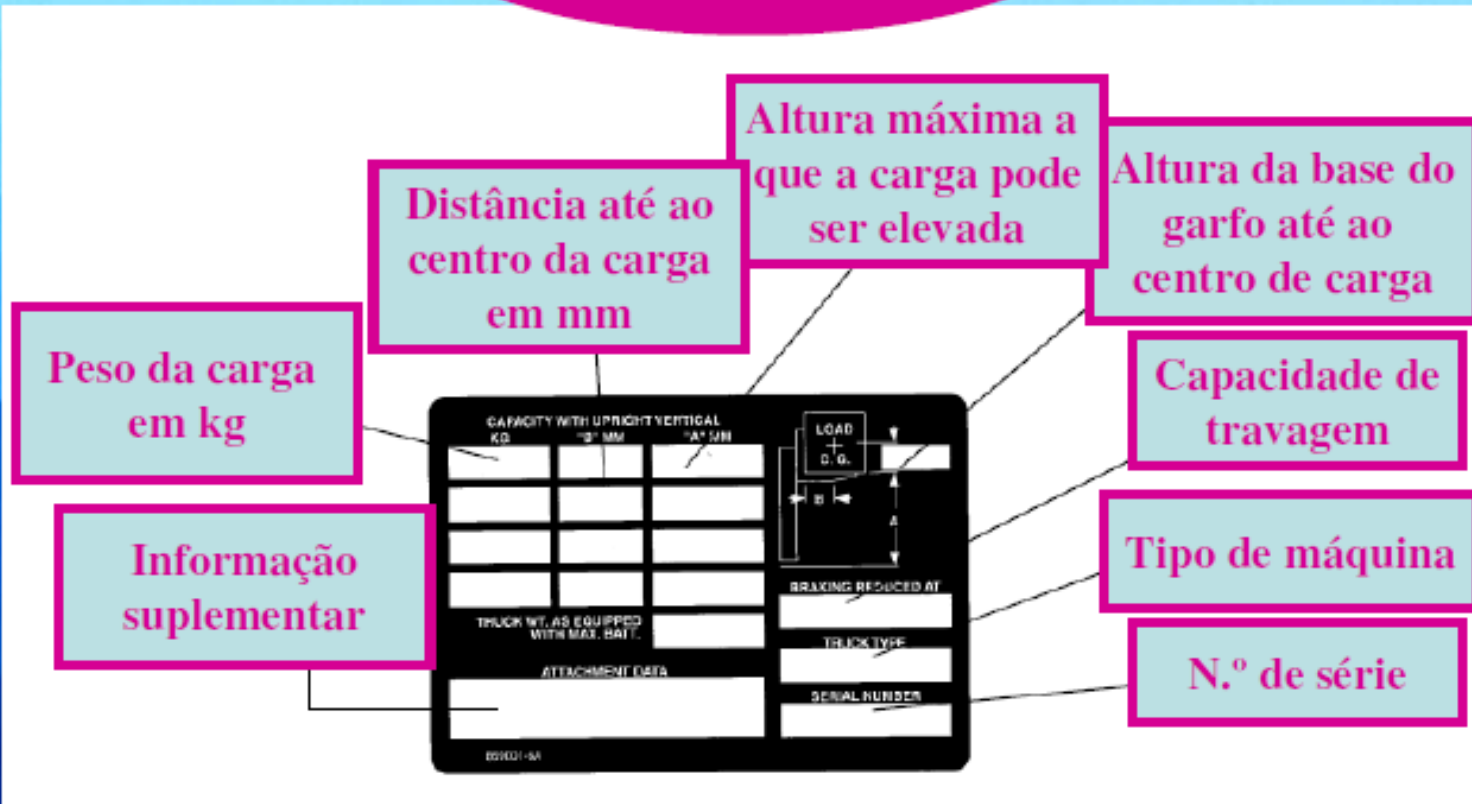 Altura máxima a
que a carga pode
ser elevada
Altura da base do
garfo até ao
centro de carga
Distância até ao
centro da carga
em mm
Peso da carga
em kg
Capacidade de
travagem
Informação
suplementar
Tipo de máquina
N.º de série
CAPACITY WITH UPRIGHT VERTICAL
KG "B" MM "A" MM
LOAD
C. G.
B
A
BRAKING REDUCED AT
TRUCK WT. AS EQUIPPED
WITH MAX. BATT.
TRUCK TYPE
ATTACHMENT DATA
SERIAL NUMBER